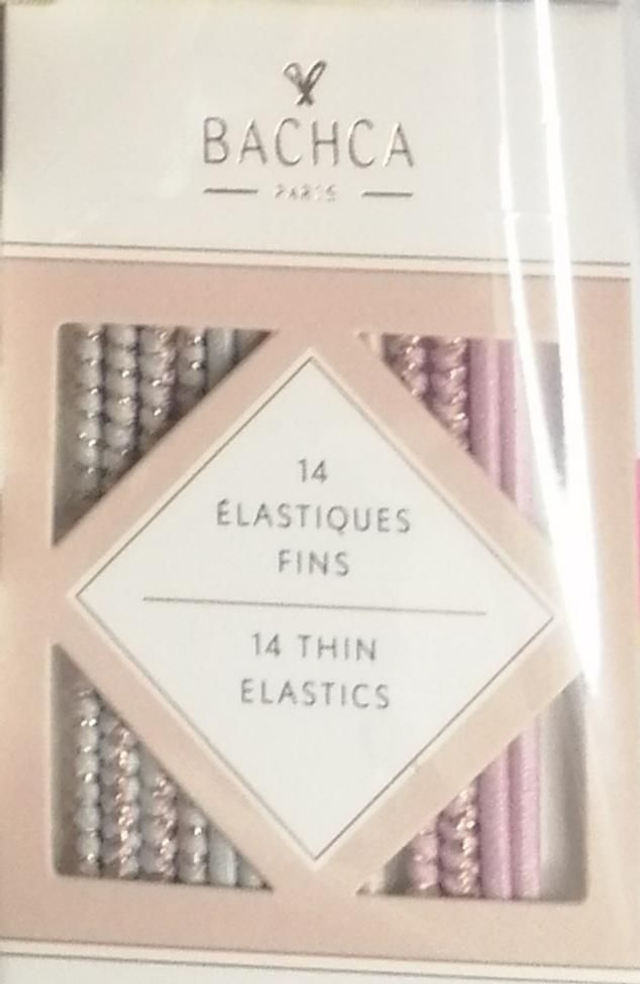 BACHCA
PARIS
14
ÉLASTIQUES
FINS
14 THIN
ELASTICS